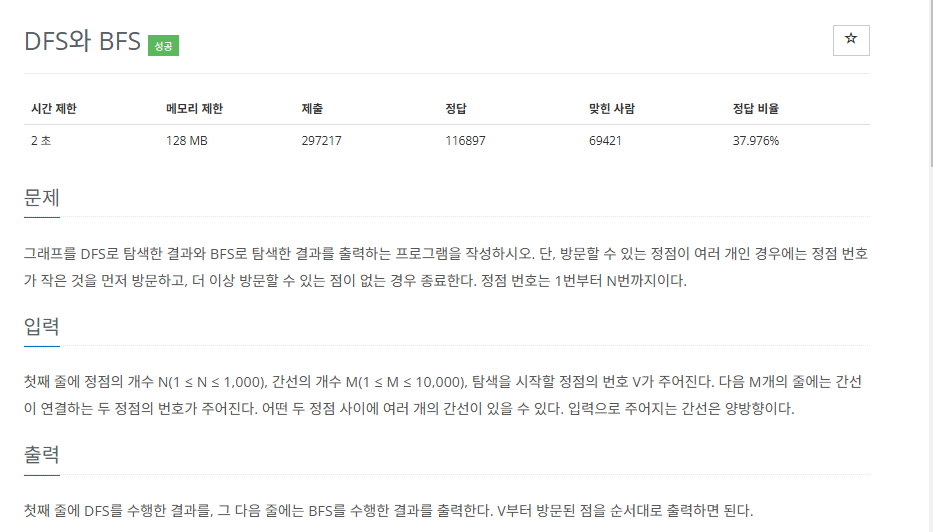 DFS와 BFS 성공
시간 제한 메모리 제한 제출 정답 맞힌 사람 정답 비율
2 초 128 MB 297217 116897 69421 37.976%
문제
그래프를 DFS로 탐색한 결과와 BFS로 탐색한 결과를 출력하는 프로그램을 작성하시오. 단, 방문할 수 있는 정점이 여러 개인 경우에는 정점 번호
가 작은 것을 먼저 방문하고, 더 이상 방문할 수 있는 점이 없는 경우 종료한다. 정점 번호는 1번부터 N번까지이다.
입력
첫째 줄에 정점의 개수 N(1 ≤ N ≤ 1,000), 간선의 개수 M(1 ≤ M ≤ 10,000), 탐색을 시작할 정점의 번호 V가 주어진다. 다음 M개의 줄에는 간선
이 연결하는 두 정점의 번호가 주어진다. 어떤 두 정점 사이에 여러 개의 간선이 있을 수 있다. 입력으로 주어지는 간선은 양방향이다.
출력
첫째 줄에 DFS를 수행한 결과를, 그 다음 줄에는 BFS를 수행한 결과를 출력한다. V부터 방문된 점을 순서대로 출력하면 된다.